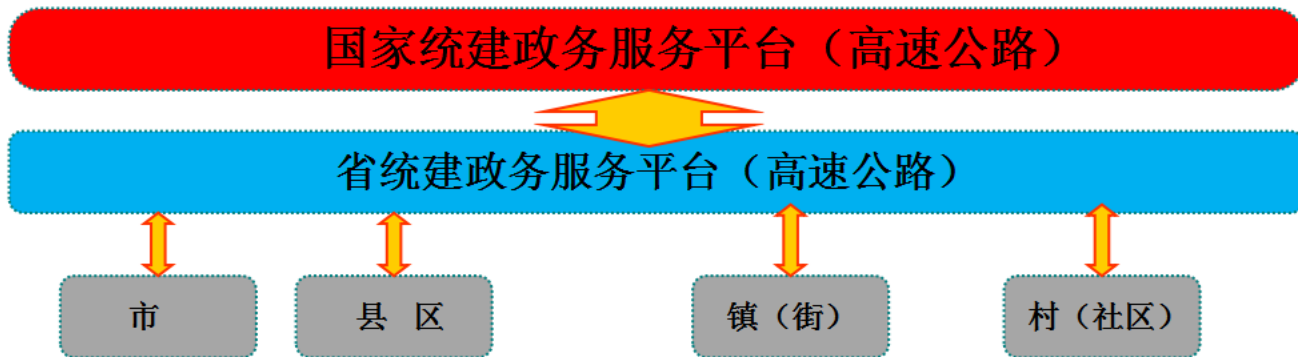 国家统建政务服务平台（高速公路）
省统建政务服务平台（高速公路）
市
县 区
镇（街）
村（社区）